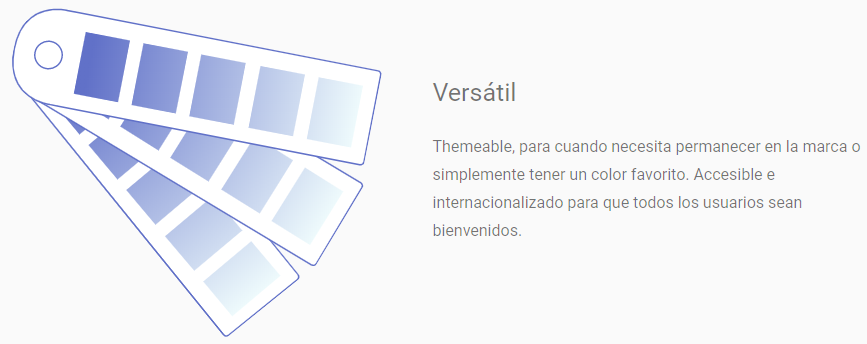 Versátil
Themeable, para cuando necesita permanecer en la marca o
simplemente tener un color favorito. Accesible e
internacionalizado para que todos los usuarios sean
bienvenidos.